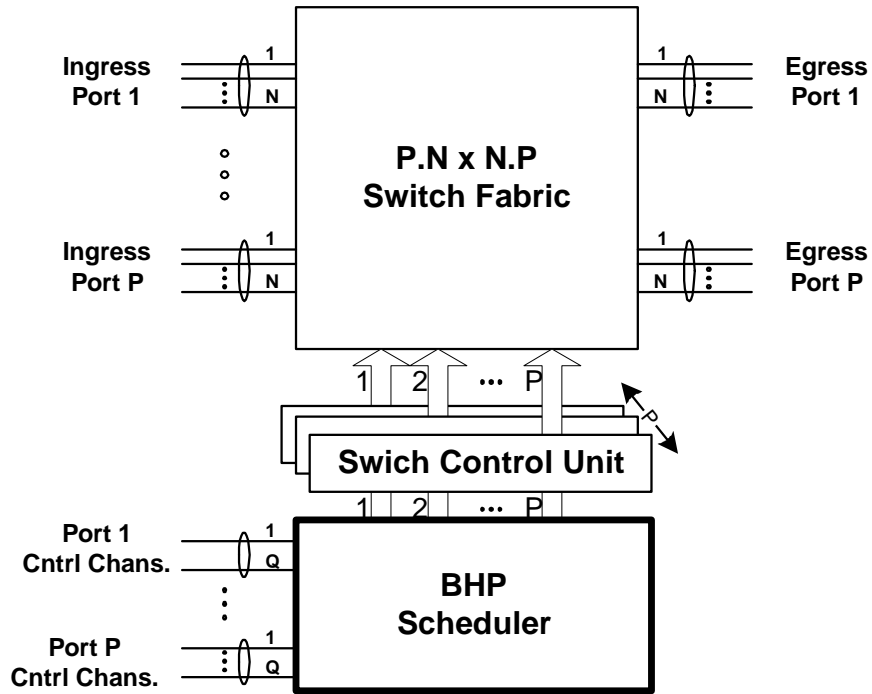 Ingress
Port 1
1
N
P.N x N.P
Switch Fabric
1
N
Egress
Port 1
Ingress
Port P
1
N
1
N
Egress
Port P
1 2 ... P
P
Swich Control Unit
1 2 ... P
Port 1
Cntrl Chans.
1
Q
BHP
Scheduler
Port P
Cntrl Chans.
1
Q